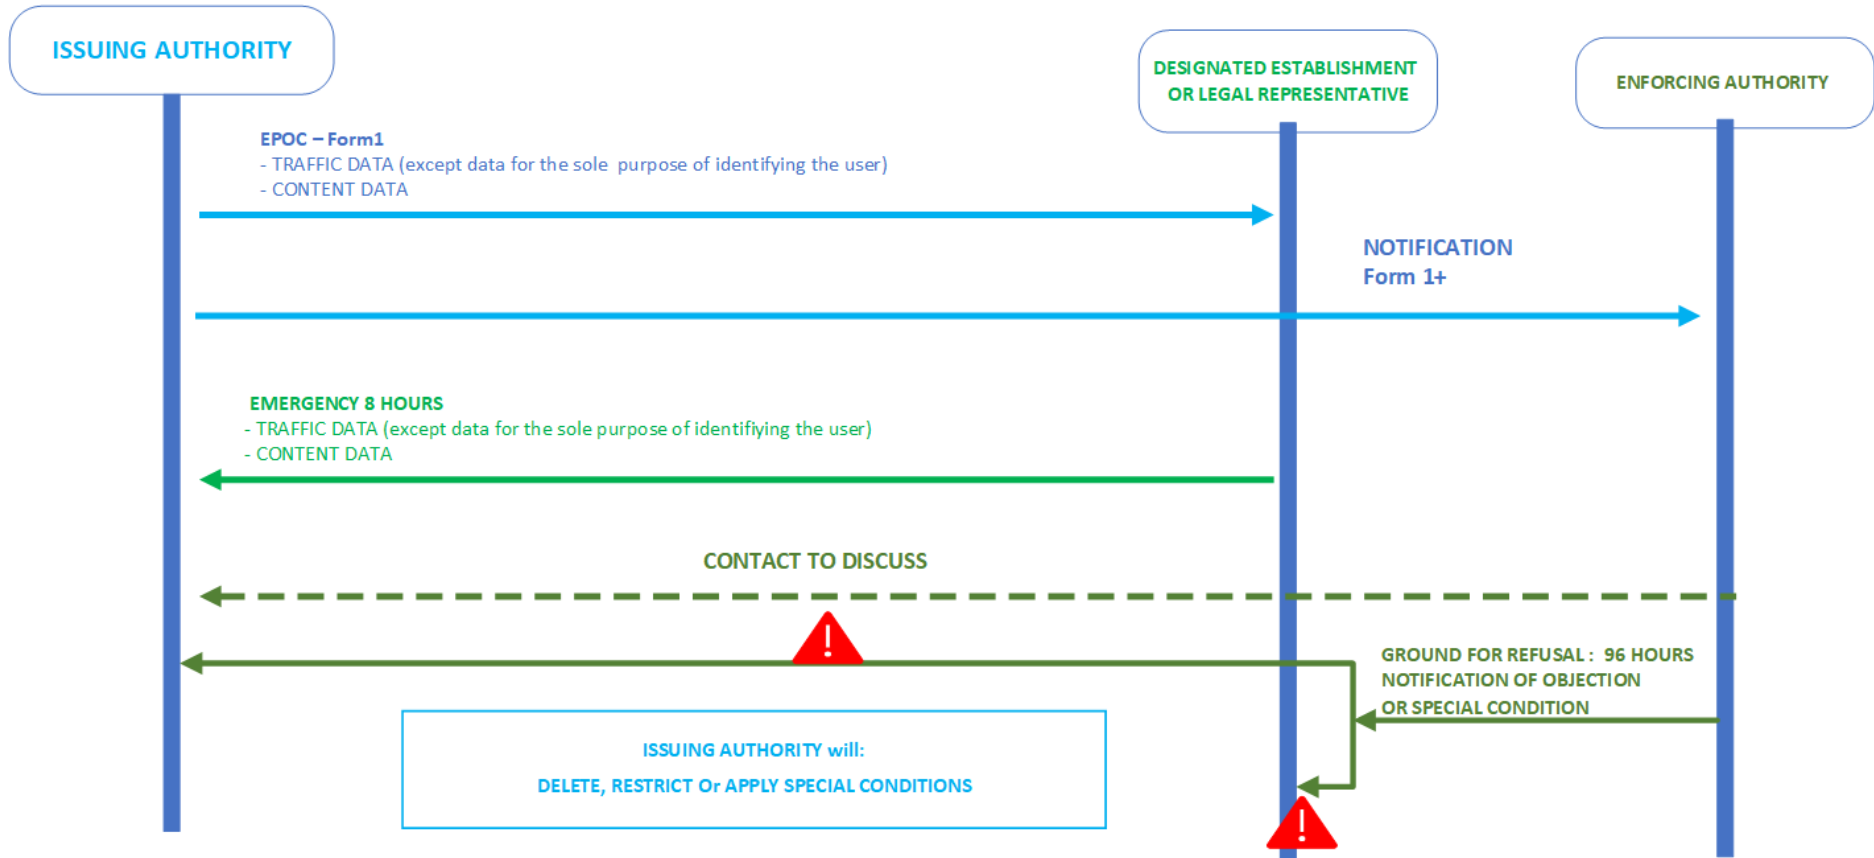 ISSUING AUTHORITY
DESIGNATED ESTABLISHMENT
OR LEGAL REPRESENTATIVE
ENFORCING AUTHORITY
EPOC – Form1
- TRAFFIC DATA (except data for the sole purpose of identifying the user)
- CONTENT DATA
NOTIFICATION
Form 1+
EMERGENCY 8 HOURS
- TRAFFIC DATA (except data for the sole purpose of identifiying the user)
- CONTENT DATA
CONTACT TO DISCUSS
!
GROUND FOR REFUSAL : 96 HOURS
NOTIFICATION OF OBJECTION
OR SPECIAL CONDITION
ISSUING AUTHORITY will:
DELETE, RESTRICT Or APPLY SPECIAL CONDITIONS
!